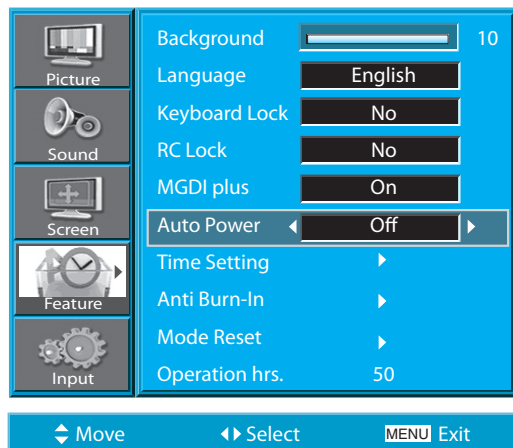 Picture
Sound
Screen
Feature
Input
Background 10
Language English
Keyboard Lock No
RC Lock No
MGDI plus On
Auto Power Off
Time Setting
Anti Burn-In
Mode Reset
Operation hrs. 50
Move Select MENU Exit